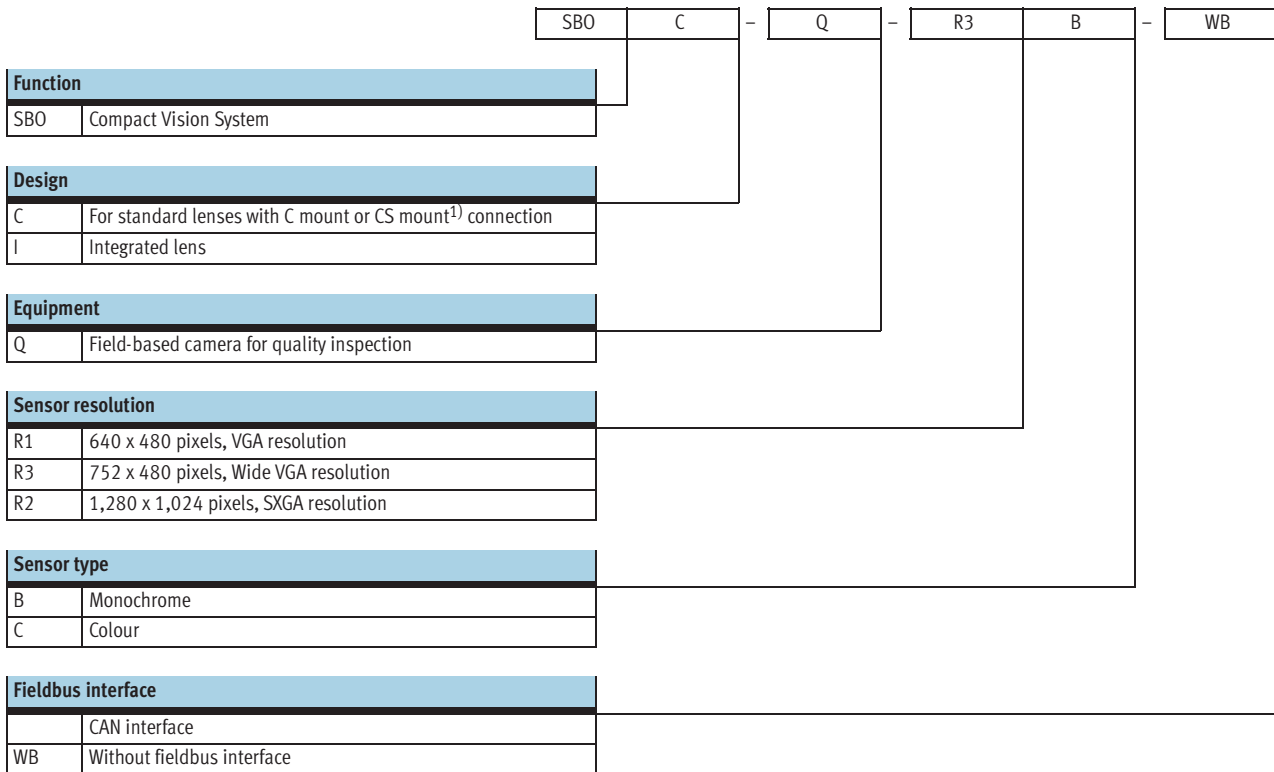 SBO C – Q – R3 B – WB
Function
SBO Compact Vision System
Design
C For standard lenses with C mount or CS mount1) connection
I Integrated lens
Equipment
Q Field-based camera for quality inspection
Sensor resolution
R1 640 x 480 pixels, VGA resolution
R3 752 x 480 pixels, Wide VGA resolution
R2 1,280 x 1,024 pixels, SXGA resolution
Sensor type
B Monochrome
C Colour
Fieldbus interface
CAN interface
WB Without fieldbus interface